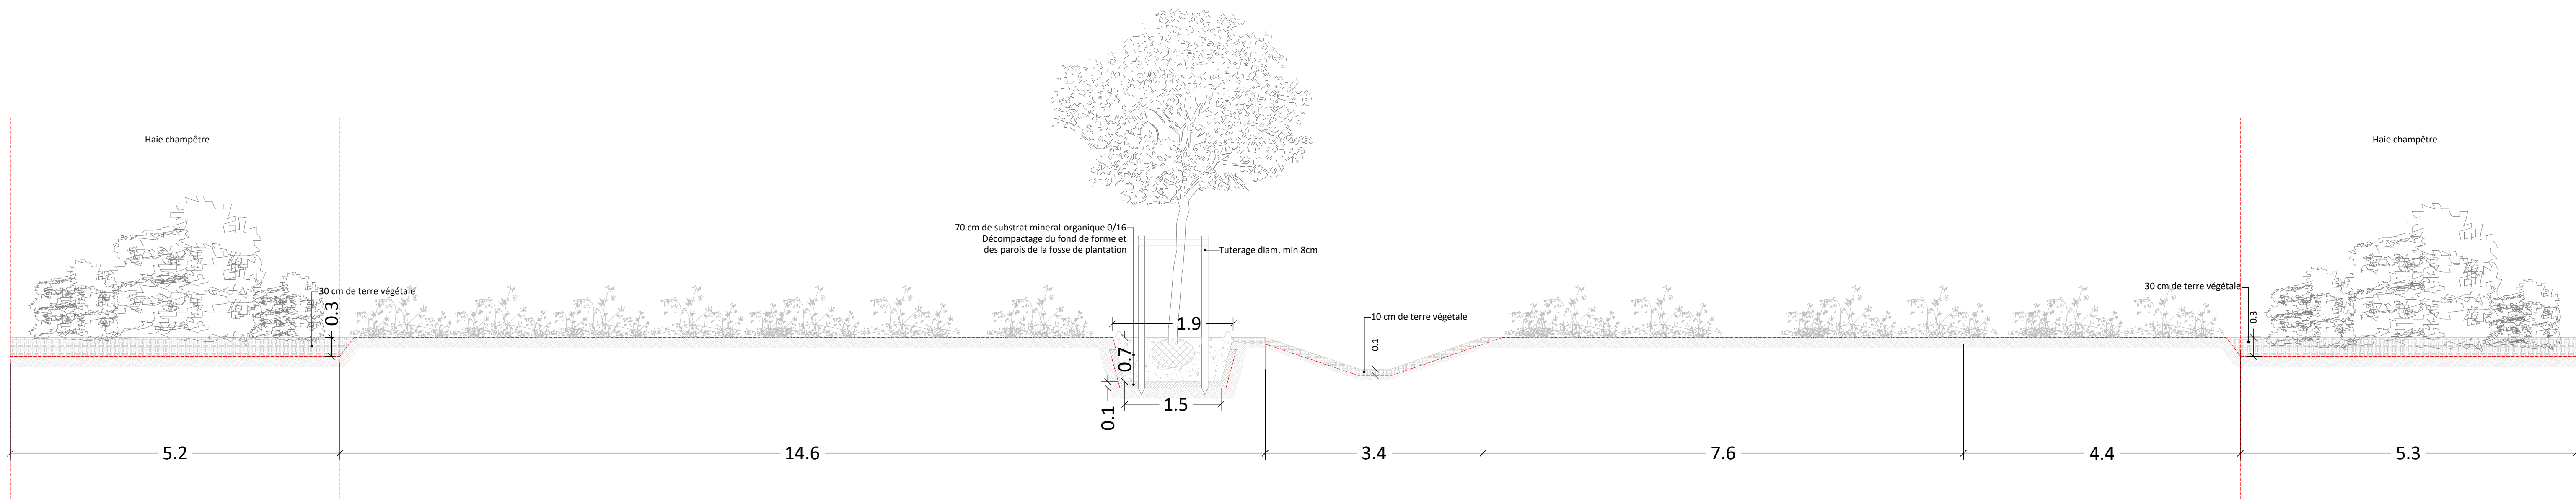 Haie champêtre
Haie champêtre
70 cm de substrat mineral-organique 0/16
Décompactage du fond de forme et
des parois de la fosse de plantation
Tuterage diam. min 8cm
30 cm de terre végétale
0.3
1.9
0.7
0.1
1.5
10 cm de terre végétale
0.1
30 cm de terre végétale
0.3
5.2
14.6
3.4
7.6
4.4
5.3